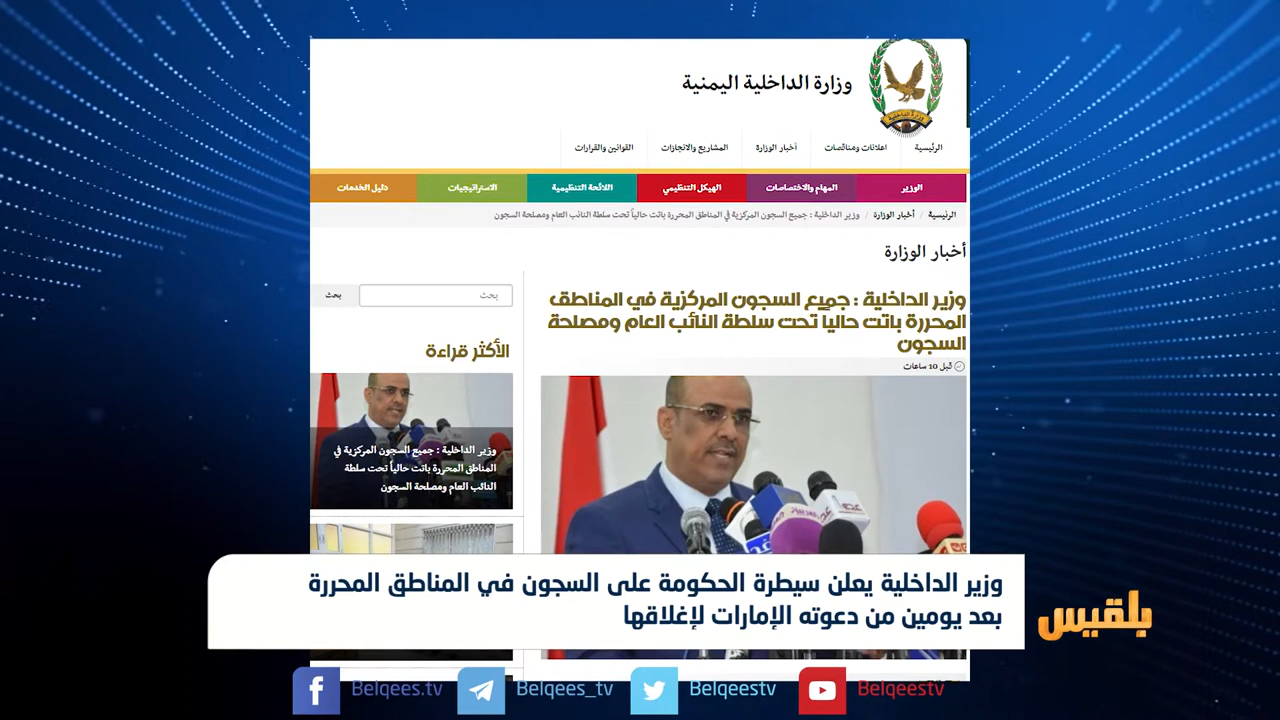 وزارة الداخلية اليمنية
وزارة الداخلية
الرئيسية
اعلانات ومناقصات
أخبار الوزارة
المشاريع والانجازات
القوانين والقرارات
الوزير
المهام والاختصاصات
الهيكل التنظيمي
اللائحة التنظيمية
الاستراتيجيات
دليل الخدمات
الرئيسية / أخبار الوزارة / وزير الداخلية : جميع السجون المركزية في المناطق المحررة باتت حالياً تحت سلطة النائب العام ومصلحة السجون
أخبار الوزارة
وزير الداخلية : جميع السجون المركزية في المناطق
المحررة باتت حالياً تحت سلطة النائب العام ومصلحة
السجون
قبل 10 ساعات
بحث
بحث
الأكثر قراءة
وزير الداخلية : جميع السجون المركزية في
المناطق المحررة باتت حالياً تحت سلطة
النائب العام ومصلحة السجون
وزير الداخلية يعلن سيطرة الحكومة على السجون في المناطق المحررة
بعد يومين من دعوته الإمارات لإغلاقها
بلقيس
Belqees.tv
Belqees_tv
Belqeestv
Belqeestv